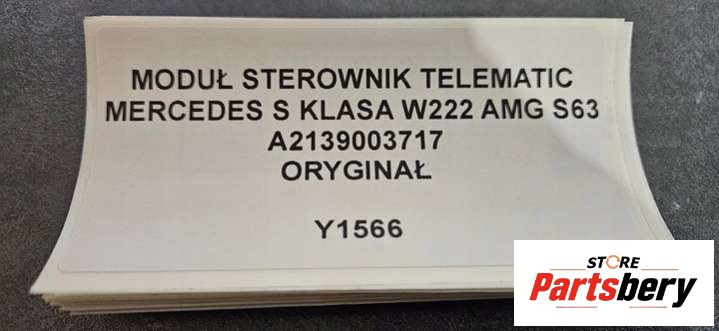 MODUŁ STEROWNIK TELEMATIC
MERCEDES S KLASA W222 AMG S63
A2139003717
ORYGINAŁ
Y1566
STORE
Partsbery